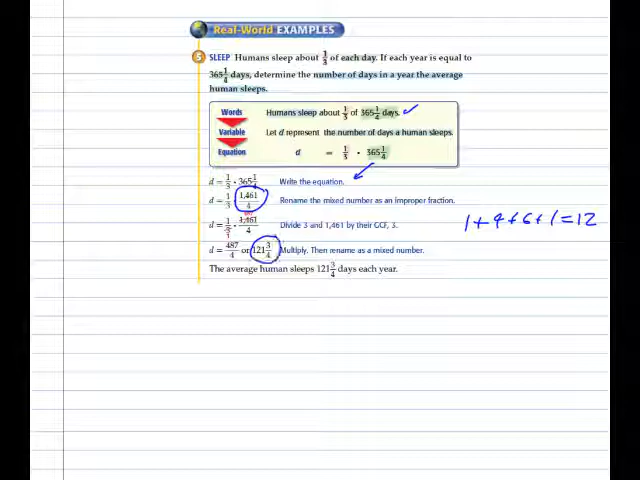 Real-World EXAMPLES
5 SLEEP Humans sleep about 1/3 of each day. If each year is equal to
365 1/4 days, determine the number of days in a year the average
human sleeps.
Words Humans sleep about 1/3 of 365 1/4 days. ✓
Variable Let d represent the number of days a human sleeps.
Equation d = 1/3 • 365 1/4
d = 1/3 • 365 1/4 Write the equation.
d = 1/3 • 1,461/4 Rename the mixed number as an improper fraction.
487
d = 1/3 • 1,461/4 Divide 3 and 1,461 by their GCF, 3.
1
1+4+6+1=12
d = 487/4 or 121 3/4 Multiply. Then rename as a mixed number.
The average human sleeps 121 3/4 days each year.